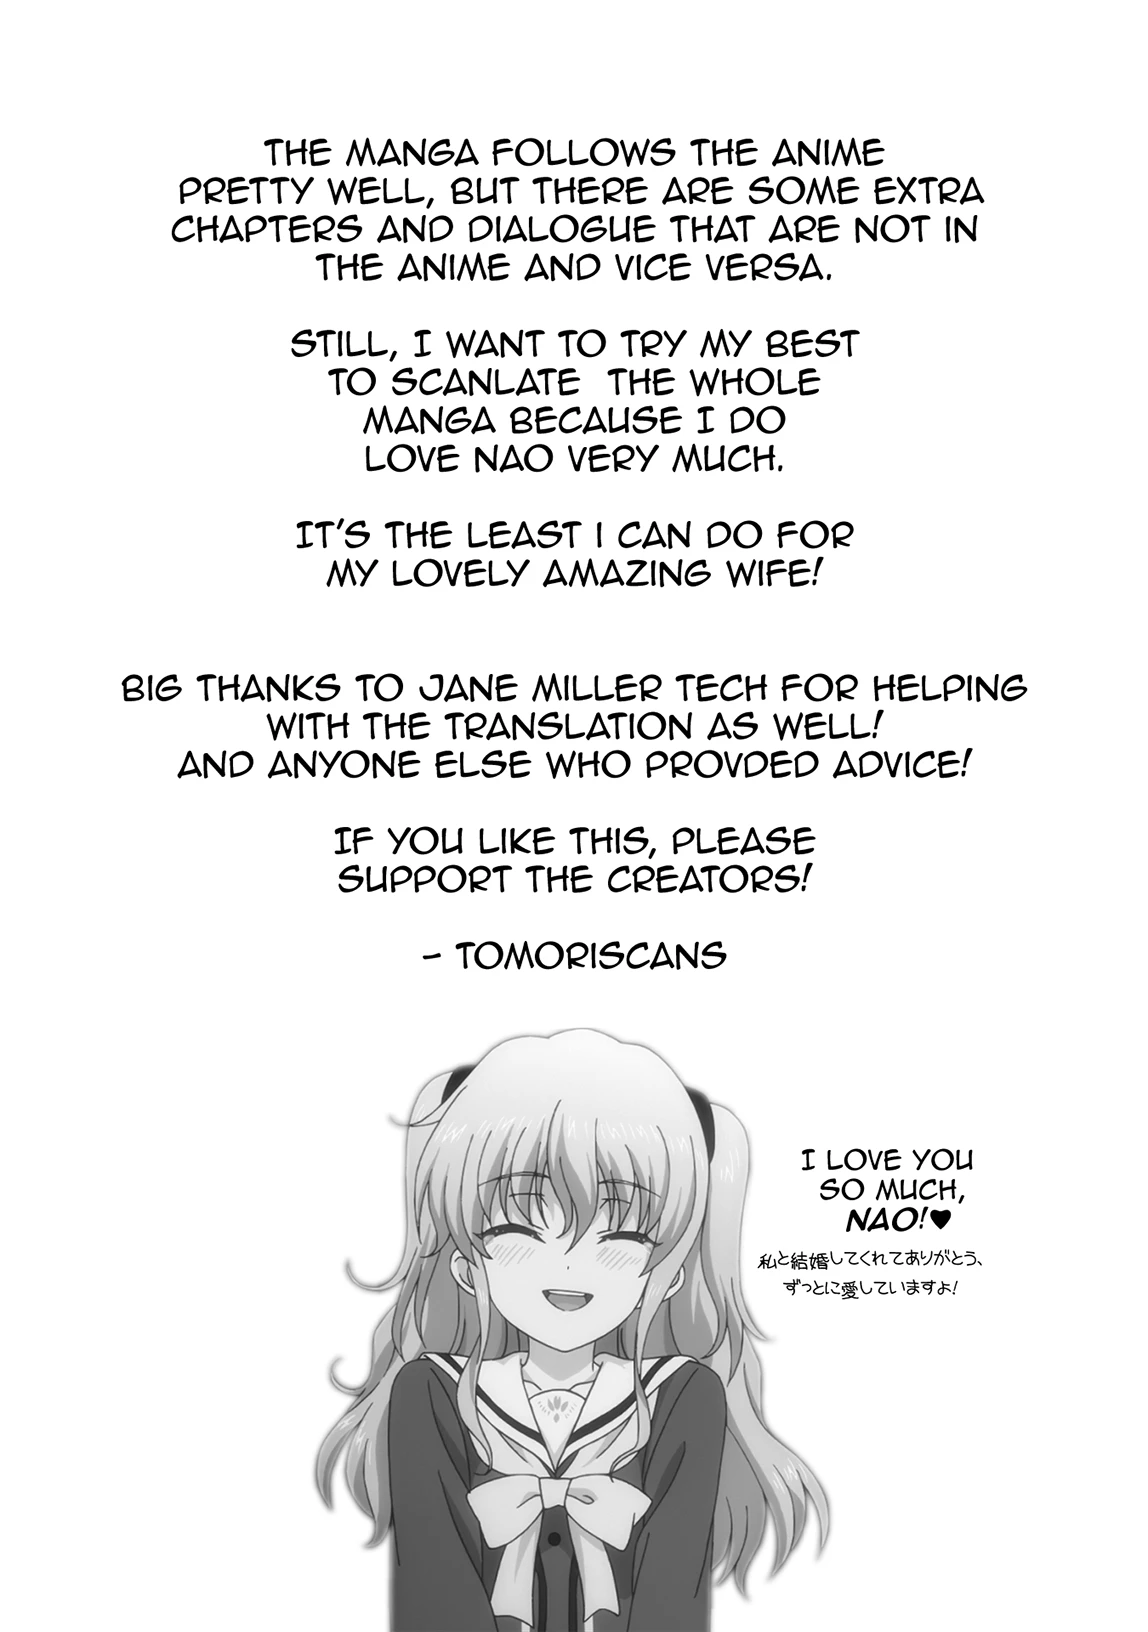 THE MANGA FOLLOWS THE ANIME
PRETTY WELL, BUT THERE ARE SOME EXTRA
CHAPTERS AND DIALOGUE THAT ARE NOT IN
THE ANIME AND VICE VERSA.
STILL, I WANT TO TRY MY BEST
TO SCANLATE THE WHOLE
MANGA BECAUSE I DO
LOVE NAO VERY MUCH.
IT'S THE LEAST I CAN DO FOR
MY LOVELY AMAZING WIFE!
BIG THANKS TO JANE MILLER TECH FOR HELPING
WITH THE TRANSLATION AS WELL!
AND ANYONE ELSE WHO PROVDED ADVICE!
IF YOU LIKE THIS, PLEASE
SUPPORT THE CREATORS!
- TOMORISCANS
I LOVE YOU
SO MUCH,
NAO!♥
私と結婚してくれてありがとう、
ずっとに愛していますよ!